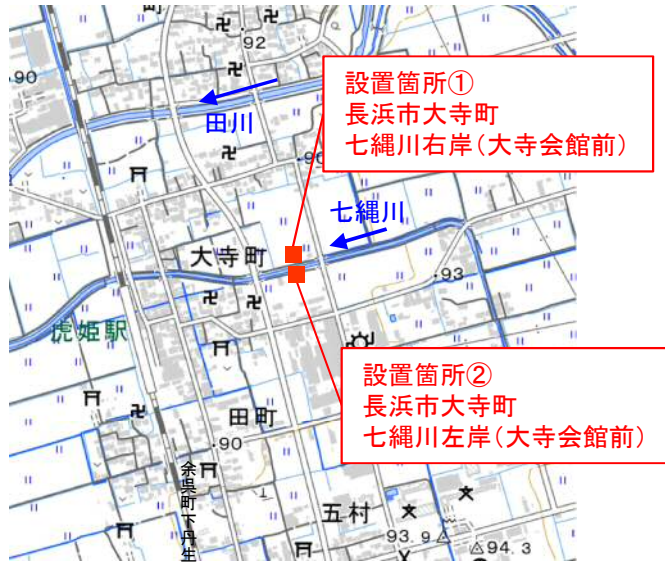 町
92
90
設置箇所①
長浜市大寺町
七縄川右岸（大寺会館前）
田川
90
七縄川
大寺町
93
虎姫駅
設置箇所②
長浜市大寺町
七縄川左岸（大寺会館前）
田町
90
余呉町下丹生
五村
93.9
94.3